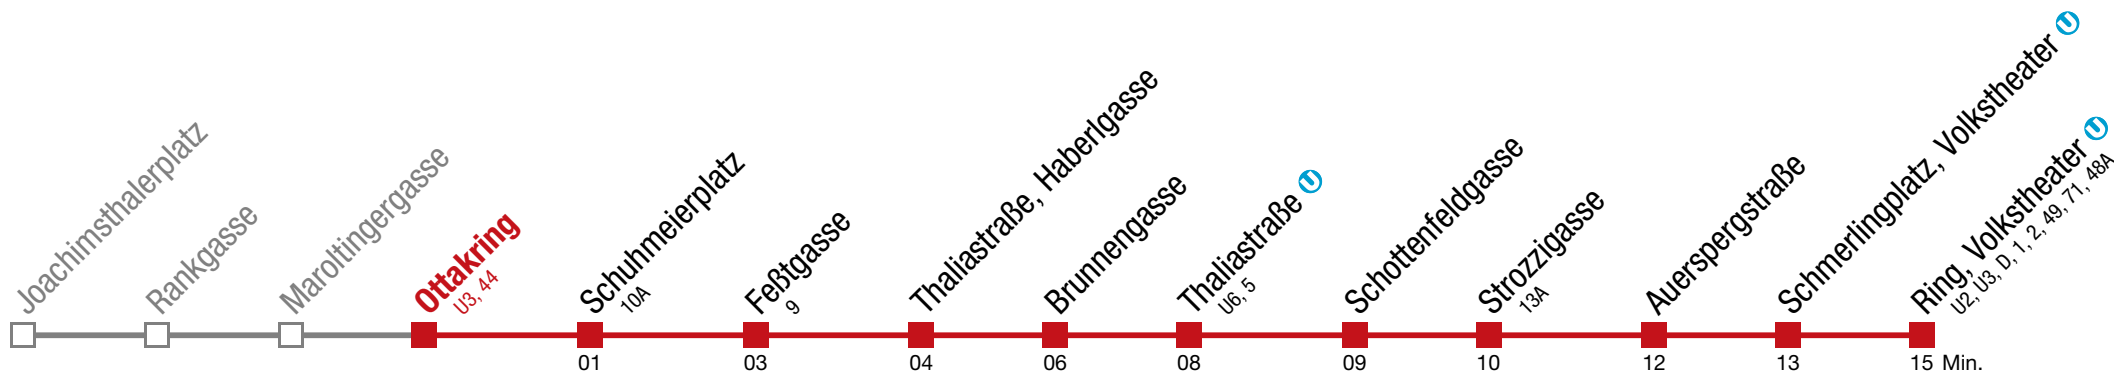 Joachimsthalerplatz
Rankgasse
Maroltingergasse
Ottakring
U3, 44
Schuhmeierplatz
10A
Feßtgasse
9
Thaliastraße, Haberlgasse
Brunnengasse
Thaliastraße U
U6, 5
Schottenfeldgasse
Strozzigasse
13A
Auerspergstraße
Schmerlingplatz, Volkstheater U
Ring, Volkstheater U
U2, U3, D, 1, 2, 49, 71, 48A
01 03 04 06 08 09 10 12 13 15 Min.